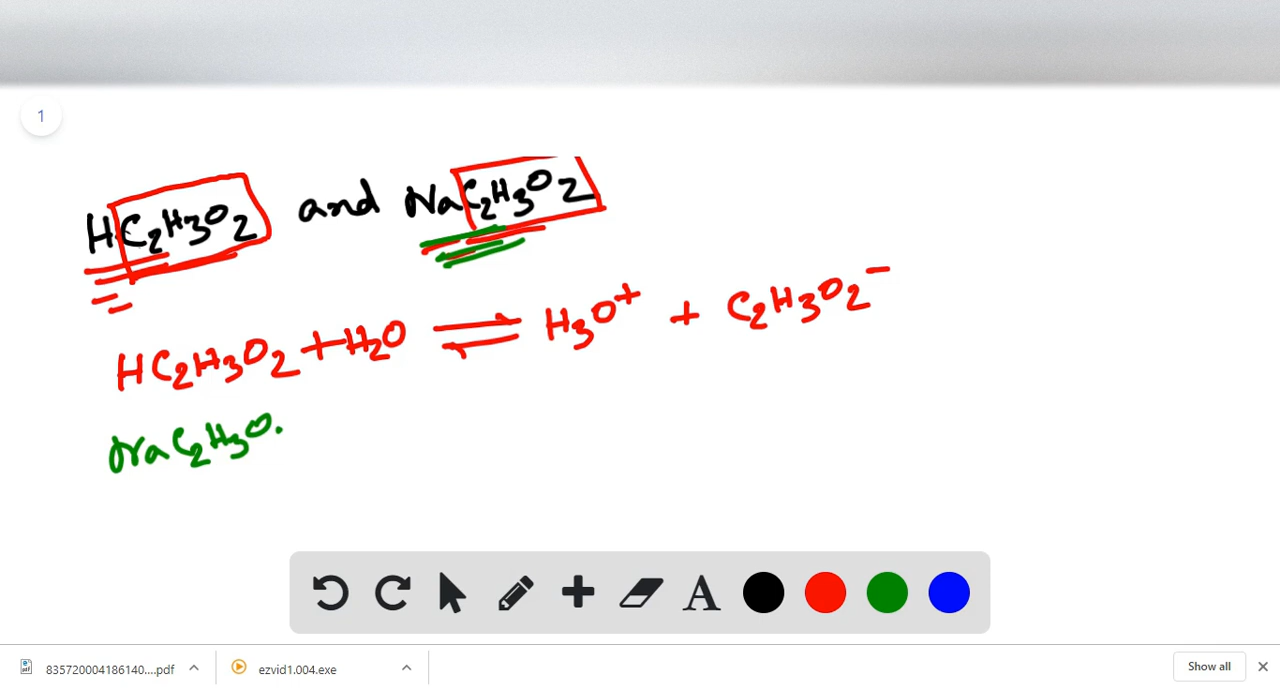 1
HC₂H₃O₂ and NaC₂H₃O₂
HC₂H₃O₂ + H₂O ⇌ H₃O⁺ + C₂H₃O₂⁻
NaC₂H₃O.
A
835720004186140....pdf
ezvid1.004.exe
Show all